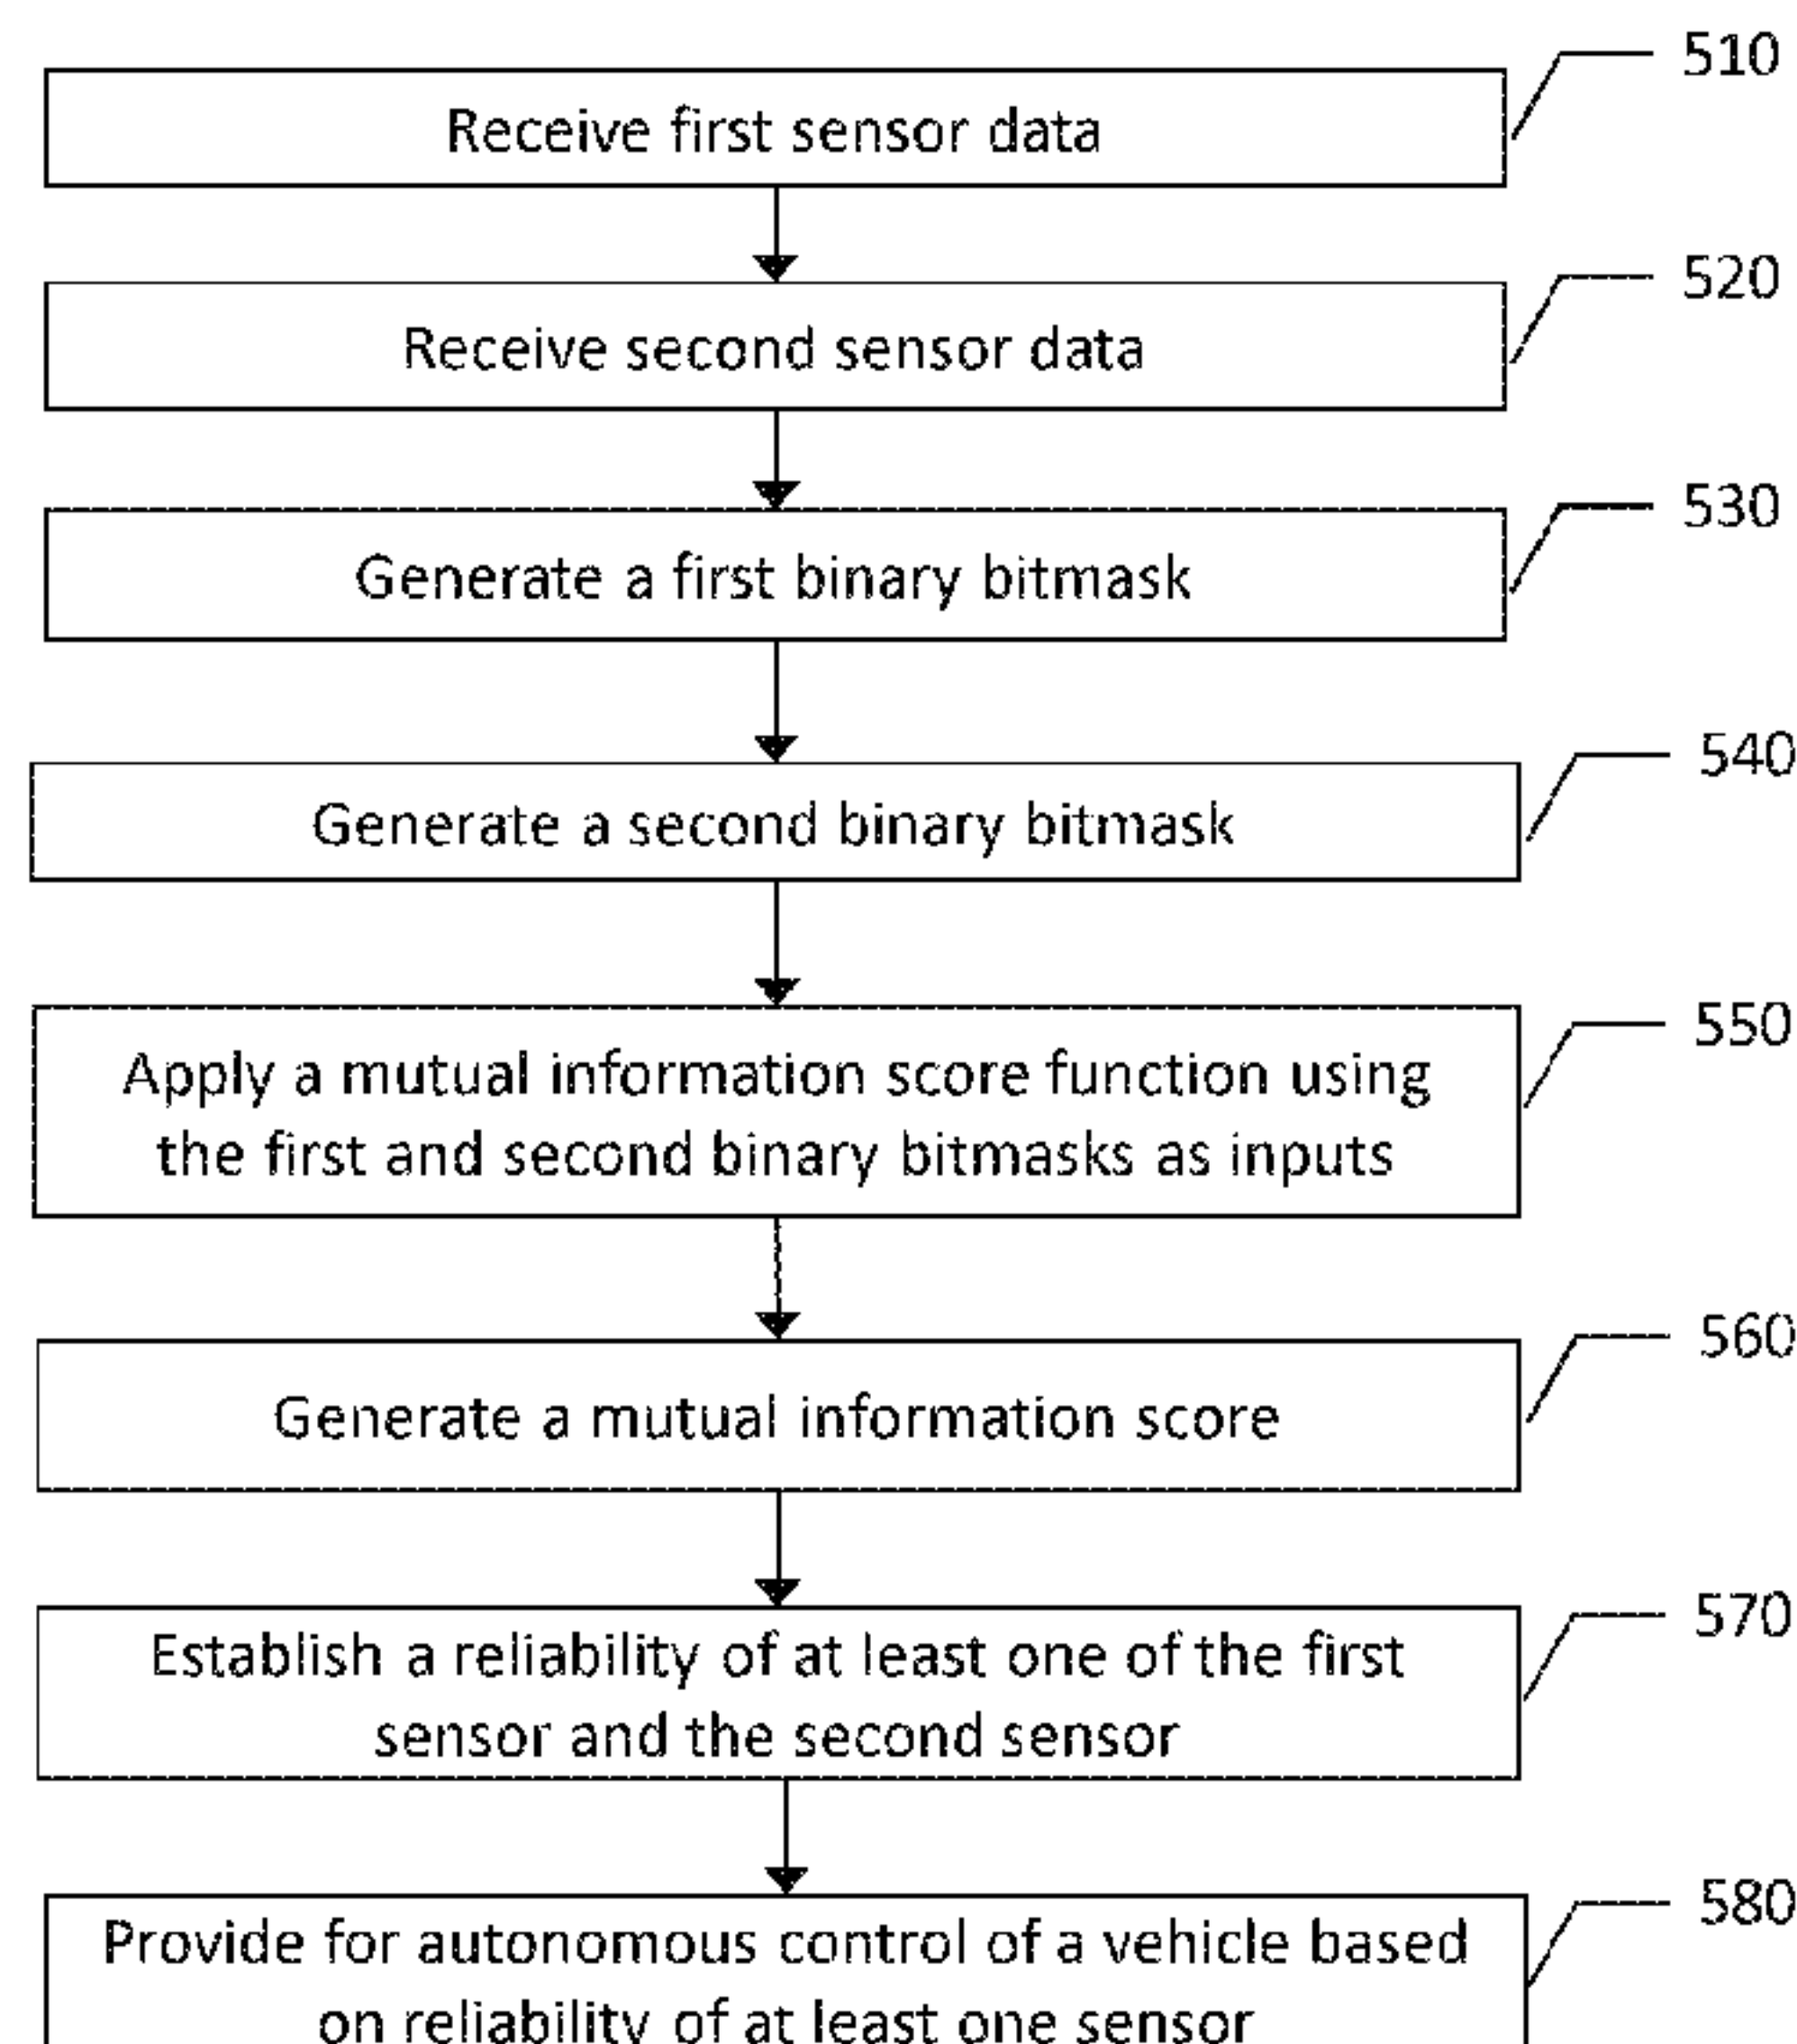 510
Receive first sensor data
520
Receive second sensor data
530
Generate a first binary bitmask
540
Generate a second binary bitmask
550
Apply a mutual information score function using
the first and second binary bitmasks as inputs
560
Generate a mutual information score
570
Establish a reliability of at least one of the first
sensor and the second sensor
580
Provide for autonomous control of a vehicle based
on reliability of at least one sensor